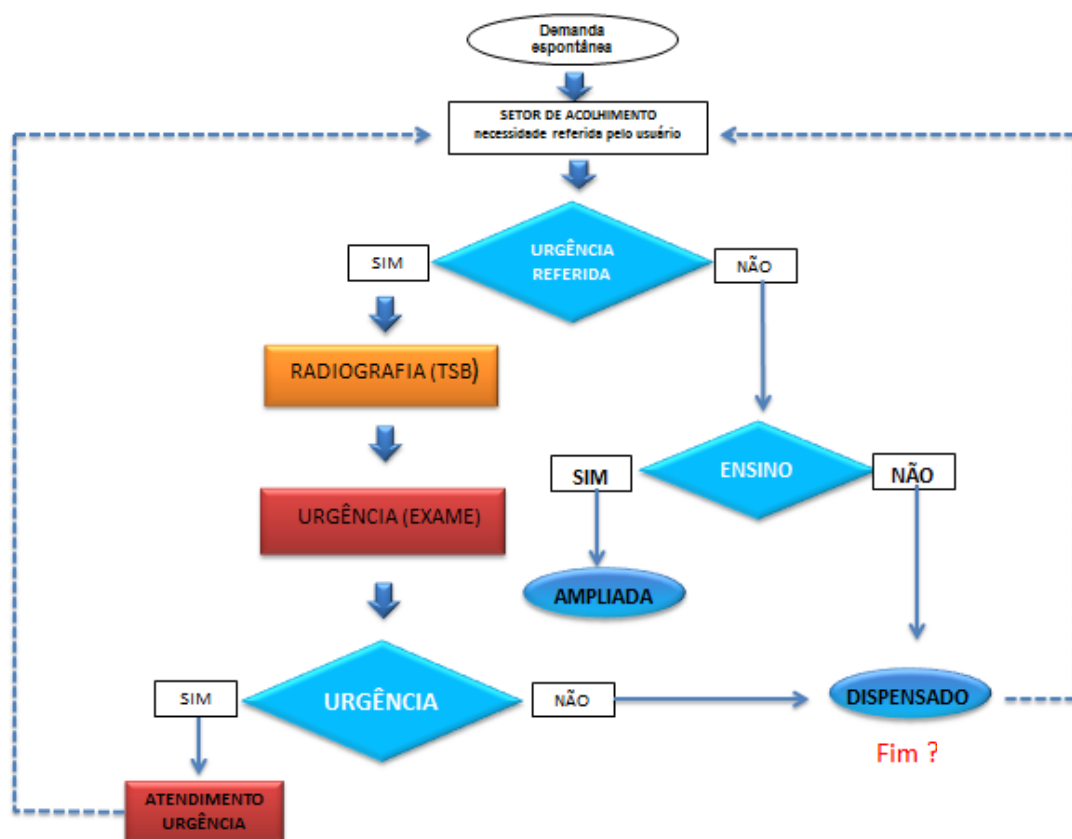 Demanda
espontânea
SETOR DE ACOLHIMENTO
necessidade referida pelo usuário
URGÊNCIA
REFERIDA
SIM
NÃO
RADIOGRAFIA (TSB)
ENSINO
SIM
NÃO
URGÊNCIA (EXAME)
AMPLIADA
URGÊNCIA
SIM
NÃO
DISPENSADO
Fim ?
ATENDIMENTO
URGÊNCIA